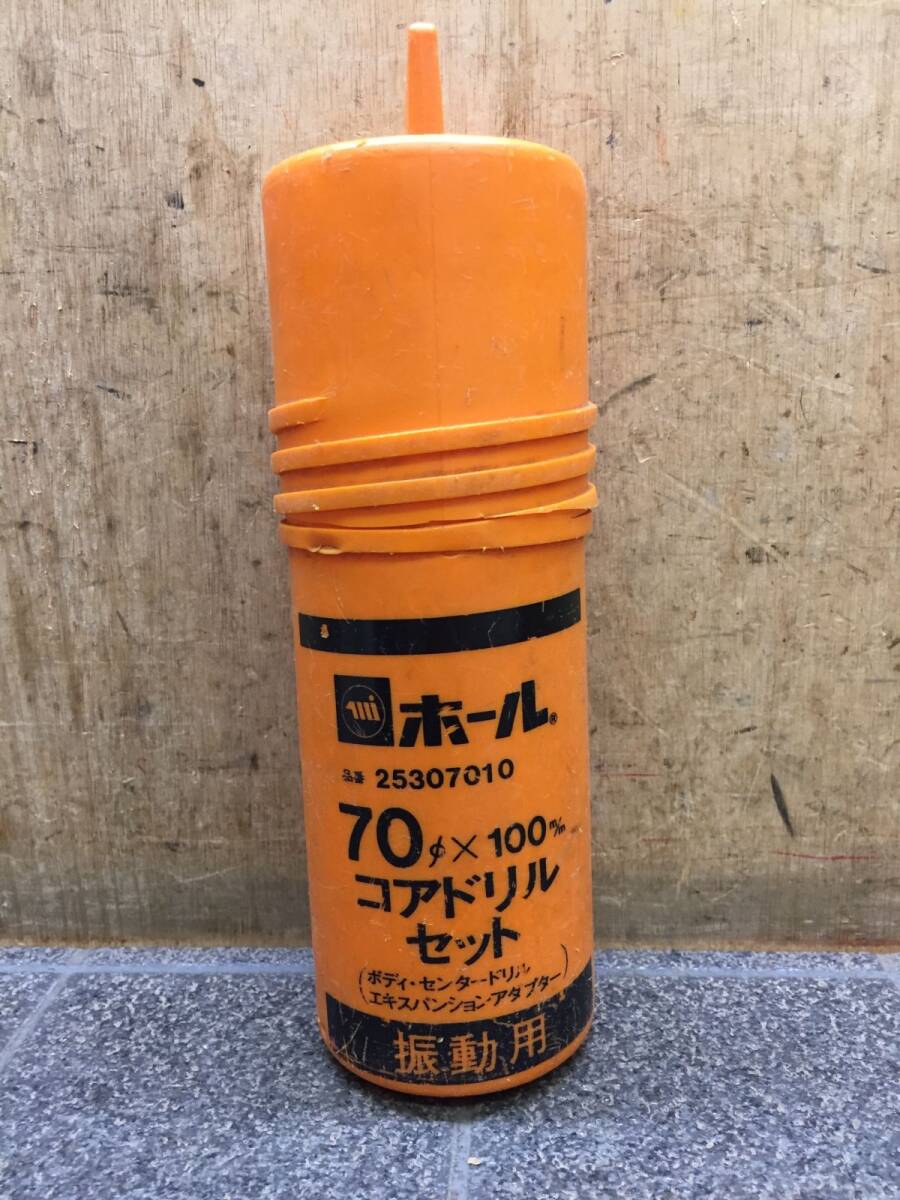 ホール®
品番 25307010
70φ×100m/m
コアドリル
セット
(ボディ・センタードリル
エキスパンション・アダプター)
振動用